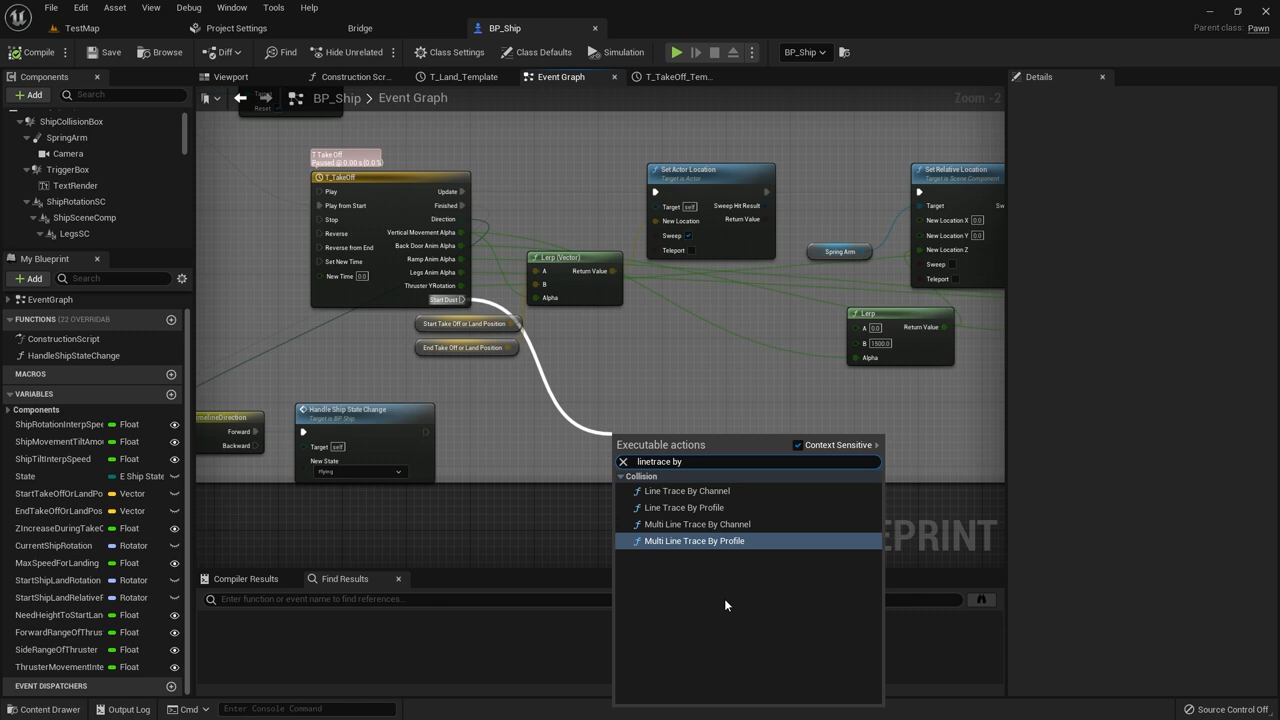 File Edit Asset View Debug Window Tools Help
TestMap
Project Settings
Bridge
BP_Ship
Parent class: Pawn
Compile
Save
Browse
Diff
Find
Hide Unrelated
Class Settings
Class Defaults
Simulation
BP_Ship
Components
Add
Search
ShipCollisionBox
SpringArm
Camera
TriggerBox
TextRender
ShipRotationSC
ShipSceneComp
LegsSC
My Blueprint
Add
Search
EventGraph
FUNCTIONS (22 OVERRIDAB
ConstructionScript
HandleShipStateChange
MACROS
VARIABLES
Components
ShipRotationInterpSpee Float
ShipMovementTiltAmou Float
ShipTiltInterpSpeed Float
State E Ship State
StartTakeOffOrLandPo Vector
EndTakeOffOrLandPos Vector
ZIncreaseDuringTakeO Float
CurrentShipRotation Rotator
MaxSpeedForLanding Float
StartShipLandRotation Rotator
StartShipLandRelativeF Rotator
NeedHeightToStartLan Float
ForwardRangeOfThrus Float
SideRangeOfThruster Float
ThrusterMovementInte Float
EVENT DISPATCHERS
Viewport
Construction Scr...
T_Land_Template
Event Graph
T_TakeOff_Tem...
BP_Ship > Event Graph
Zoom -2
Reset
T Take Off
Paused @ 0.00 s (0.0 %)
T_TakeOff
Play Update
Play from Start Finished
Stop Direction
Reverse Vertical Movement Alpha
Reverse from End Back Door Anim Alpha
Set New Time Ramp Anim Alpha
New Time 0.0 Legs Anim Alpha
Thruster YRotation
Start Dust
Start Take Off or Land Position
End Take Off or Land Position
Lerp (Vector)
A Return Value
B
Alpha
Set Actor Location
Target is Actor
Target self Sweep Hit Result
New Location Return Value
Sweep
Teleport
Spring Arm
Set Relative Location
Target is Scene Component
Target Sw
New Location X 0.0
New Location Y 0.0
New Location Z
Sweep
Teleport
Lerp
A 0.0 Return Value
B 1500.0
Alpha
melineDirection
Forward
Backward
Handle Ship State Change
Target is BP Ship
Target self
New State
Flying
EPRINT
Executable actions
Context Sensitive
linetrace by
Collision
Line Trace By Channel
Line Trace By Profile
Multi Line Trace By Channel
Multi Line Trace By Profile
Compiler Results
Find Results
Enter function or event name to find references...
Details
Content Drawer
Output Log
Cmd
Enter Console Command
Source Control Off